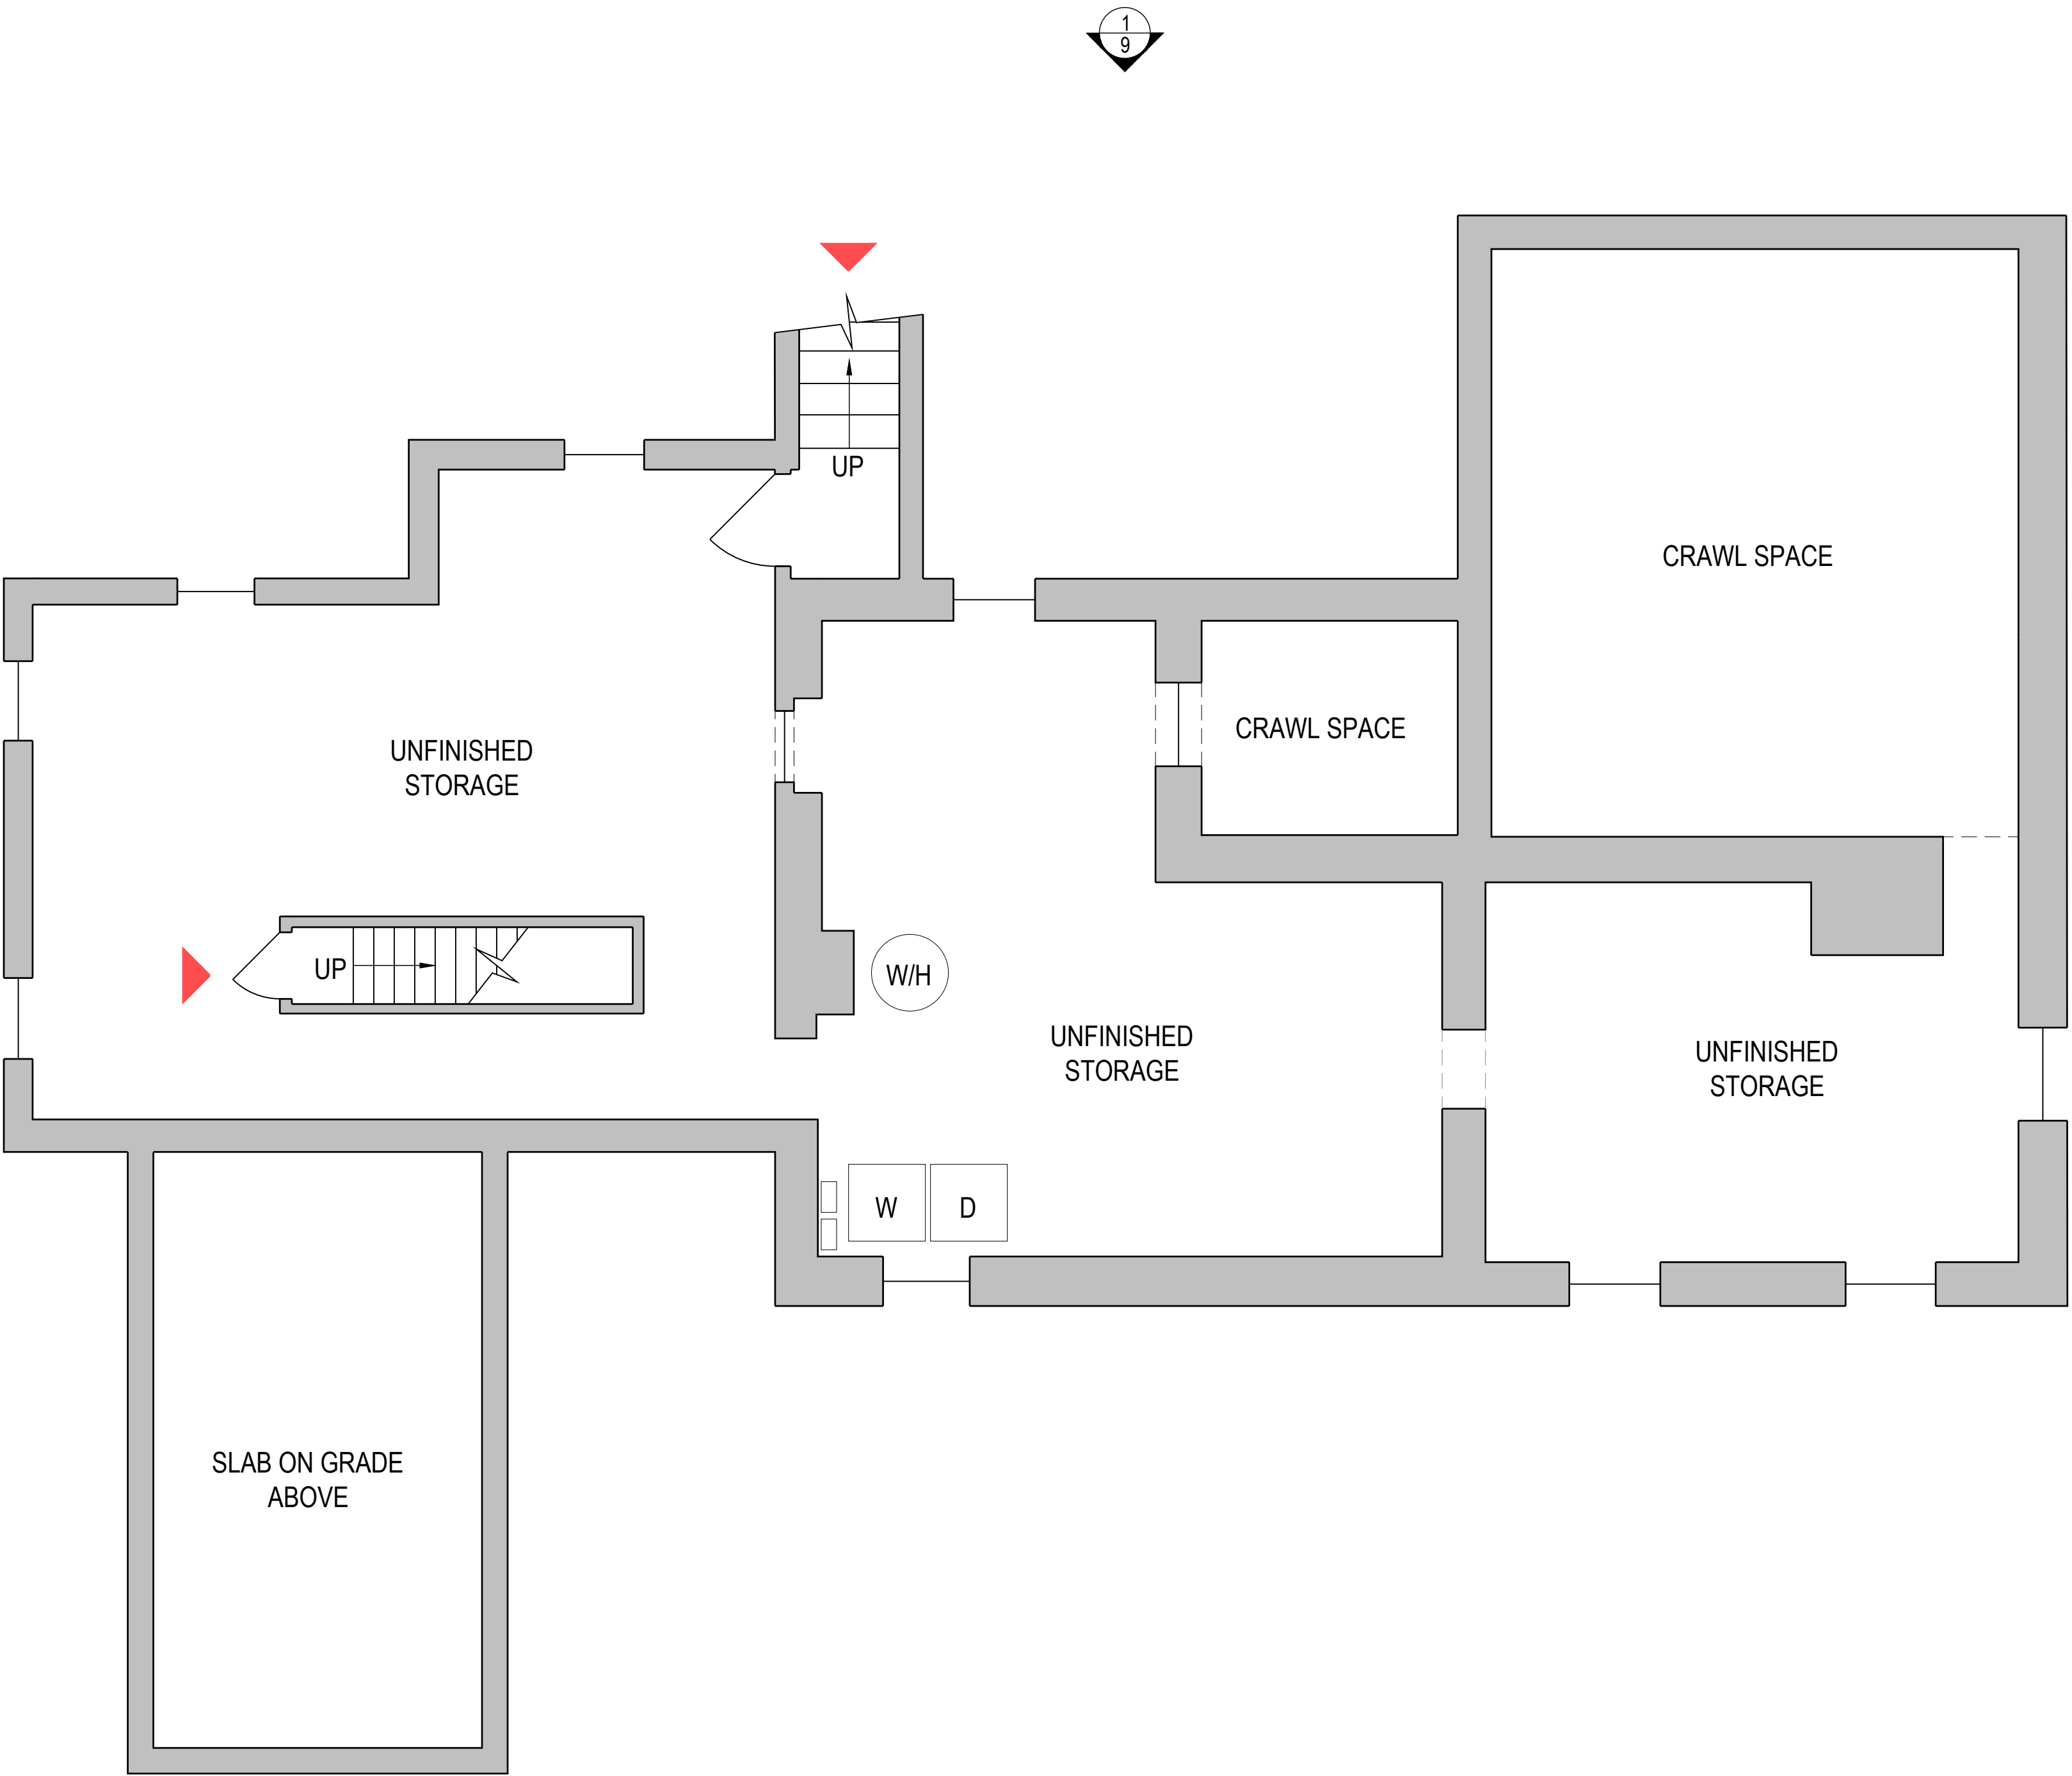 1
9
UP
CRAWL SPACE
CRAWL SPACE
UNFINISHED
STORAGE
UP
W/H
UNFINISHED
STORAGE
UNFINISHED
STORAGE
W
D
SLAB ON GRADE
ABOVE